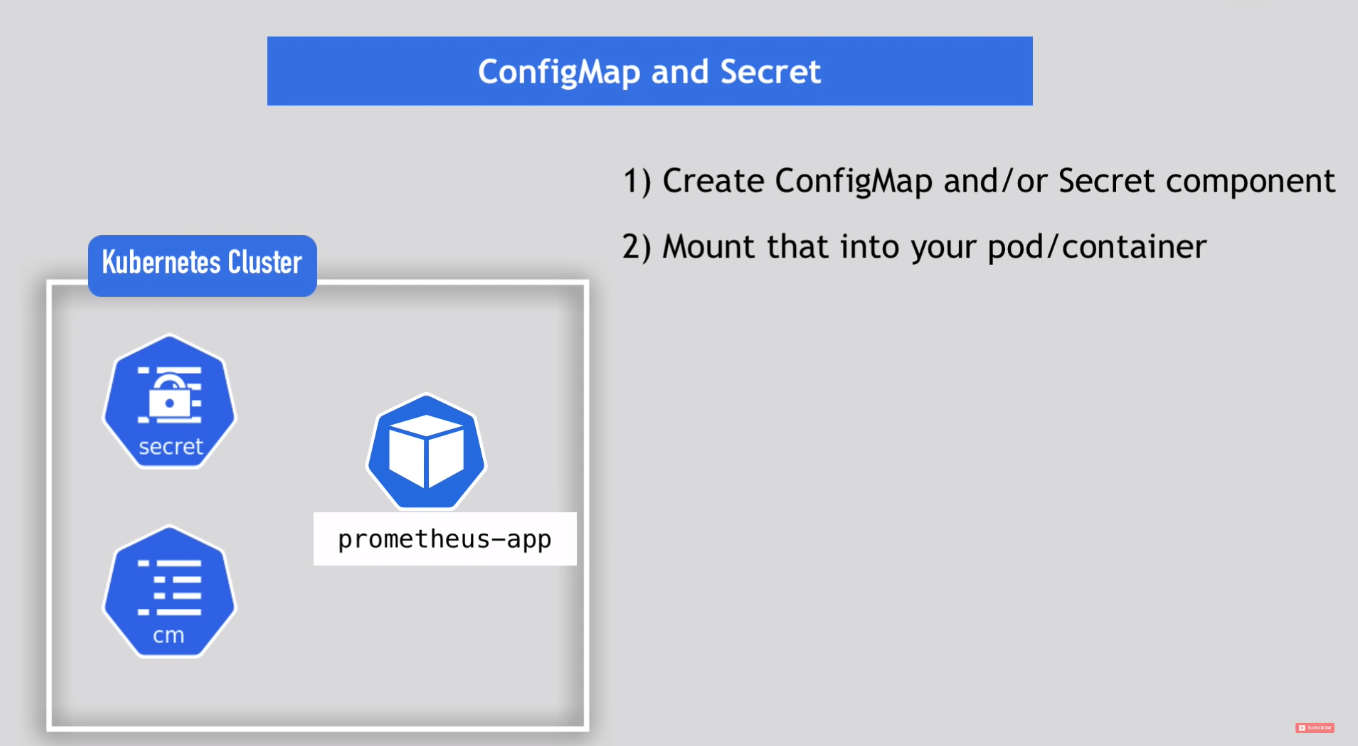 ConfigMap and Secret
1) Create ConfigMap and/or Secret component
2) Mount that into your pod/container
Kubernetes Cluster
secret
prometheus-app
cm
SUBSCRIBE